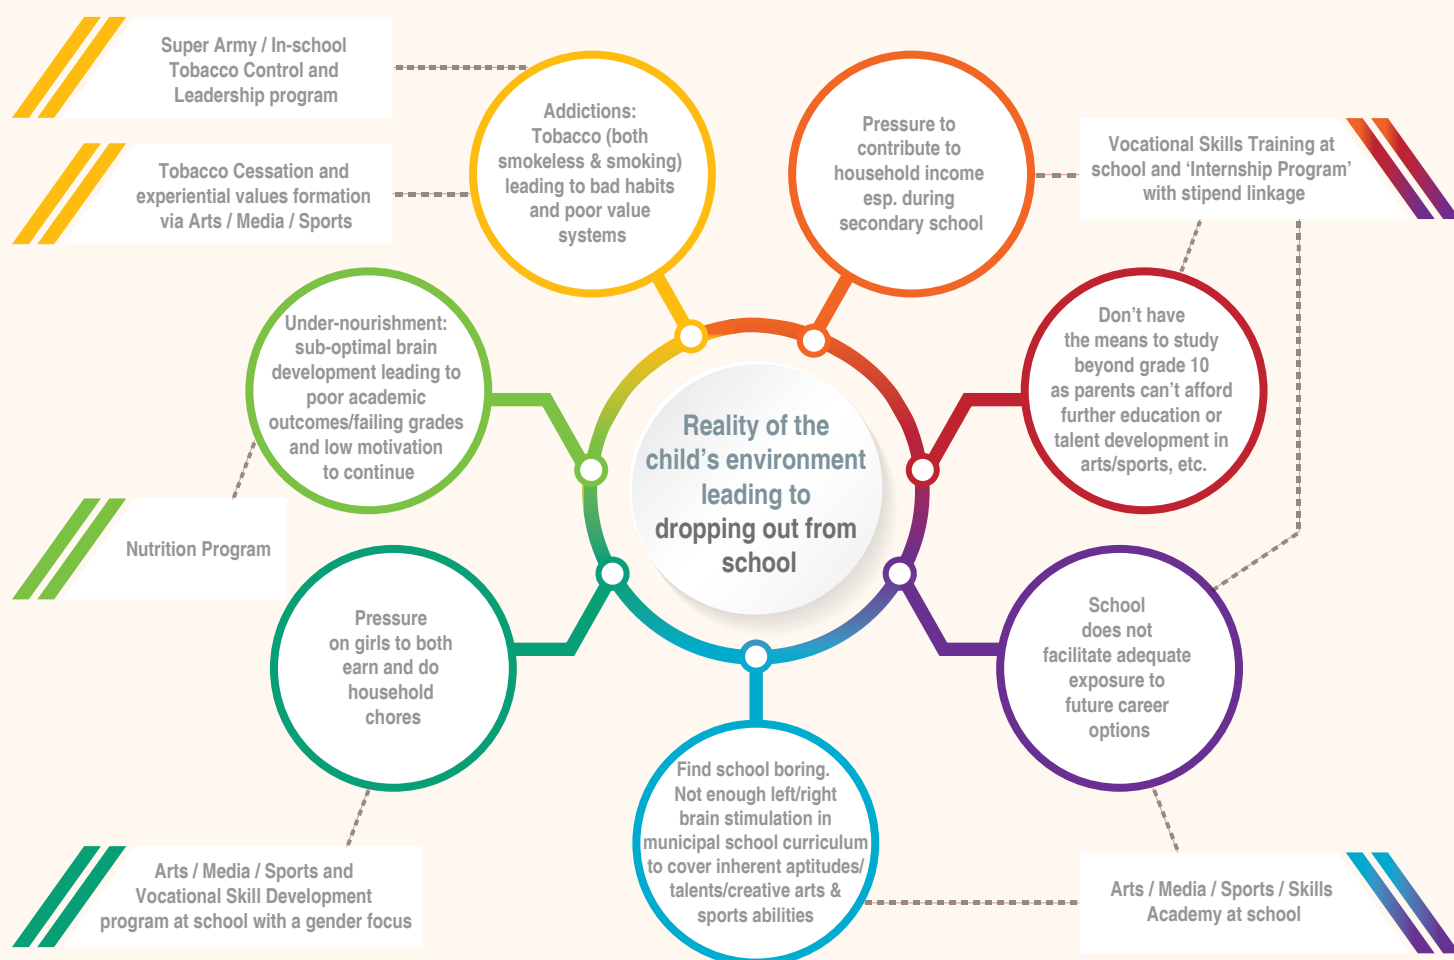 Super Army / In-school
Tobacco Control and
Leadership program
Tobacco Cessation and
experiential values formation
via Arts / Media / Sports
Addictions:
Tobacco (both
smokeless & smoking)
leading to bad habits
and poor value
systems
Pressure to
contribute to
household income
esp. during
secondary school
Vocational Skills Training at
school and ‘Internship Program’
with stipend linkage
Under-nourishment:
sub-optimal brain
development leading to
poor academic
outcomes/failing grades
and low motivation
to continue
Don’t have
the means to study
beyond grade 10
as parents can’t afford
further education or
talent development in
arts/sports, etc.
Reality of the
child’s environment
leading to
dropping out from
school
Nutrition Program
Pressure
on girls to both
earn and do
household
chores
School
does not
facilitate adequate
exposure to
future career
options
Find school boring.
Not enough left/right
brain stimulation in
municipal school curriculum
to cover inherent aptitudes/
talents/creative arts &
sports abilities
Arts / Media / Sports and
Vocational Skill Development
program at school with a gender focus
Arts / Media / Sports / Skills
Academy at school